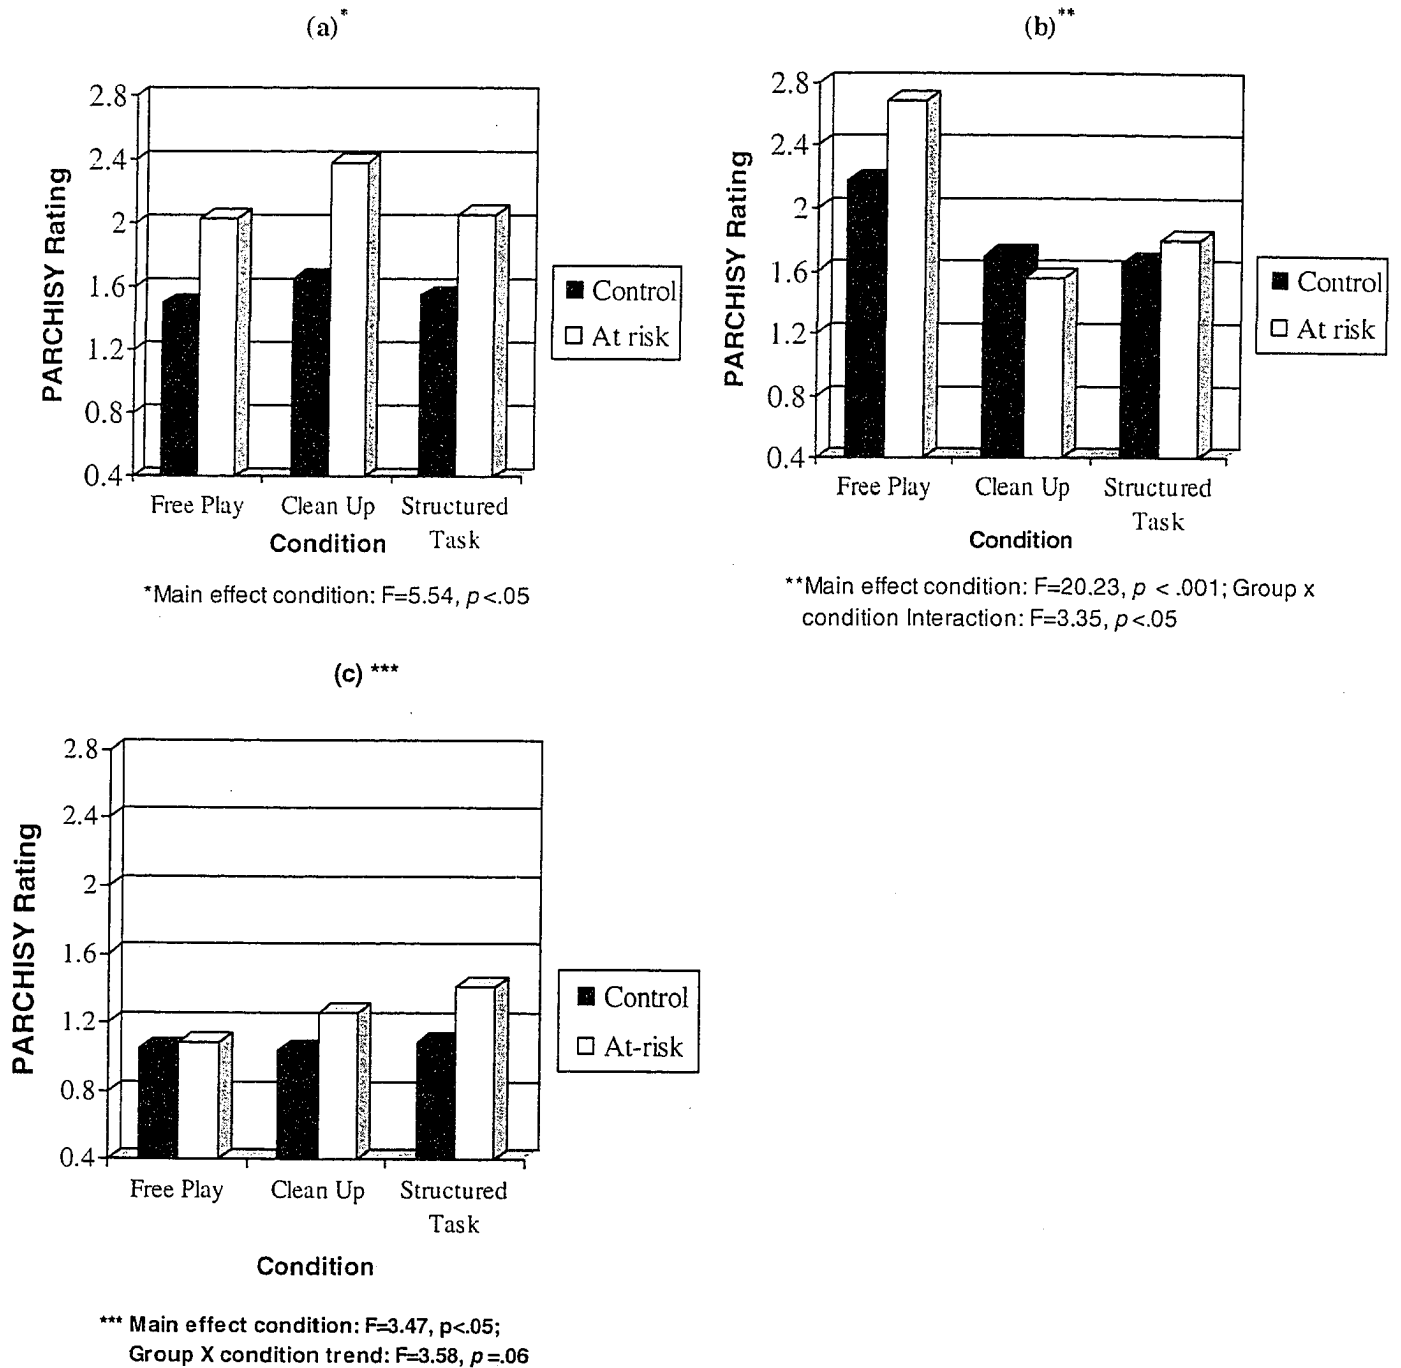 (a)*
2.8
2.4
2
1.6
1.2
0.8
0.4
PARCHISY Rating
Free Play
Clean Up
Structured
Task
Condition
Control
At risk
*Main effect condition: F=5.54, p<.05
(b)**
2.8
2.4
2
1.6
1.2
0.8
0.4
PARCHISY Rating
Free Play
Clean Up
Structured
Task
Condition
Control
At risk
**Main effect condition: F=20.23, p < .001; Group x
condition Interaction: F=3.35, p<.05
(c) ***
2.8
2.4
2
1.6
1.2
0.8
0.4
PARCHISY Rating
Free Play
Clean Up
Structured
Task
Condition
Control
At-risk
*** Main effect condition: F=3.47, p<.05;
Group X condition trend: F=3.58, p=.06